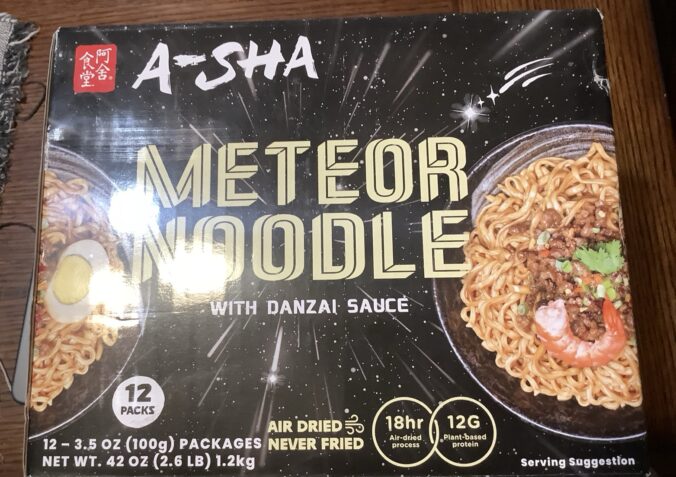 阿舍
食堂
A-SHA
METEOR
NOODLE
WITH DANZAI SAUCE
12
PACKS
12 – 3.5 OZ (100g) PACKAGES
NET WT. 42 OZ (2.6 LB) 1.2kg
AIR DRIED
NEVER FRIED
18hr
Air-dried
process
12G
Plant-based
protein
Serving Suggestion